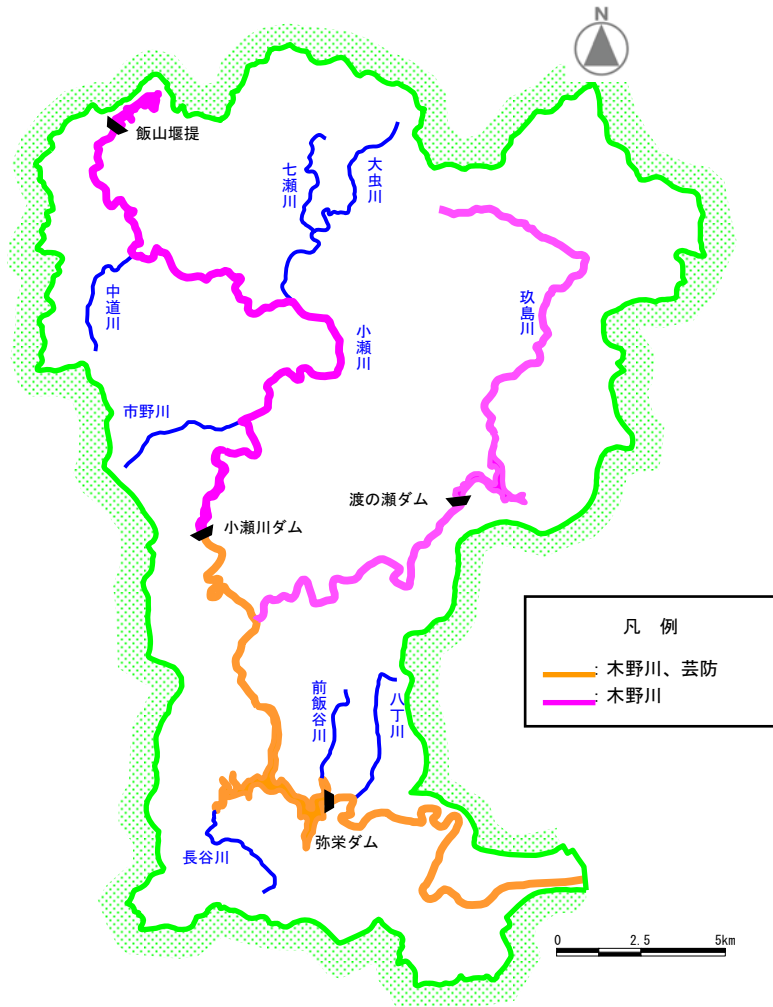 N
飯山堰提
七瀬川
大虫川
中道川
小瀬川
玖島川
市野川
渡の瀬ダム
小瀬川ダム
凡 例
: 木野川、芸防
: 木野川
前飯谷川
八丁川
弥栄ダム
長谷川
0 2.5 5km